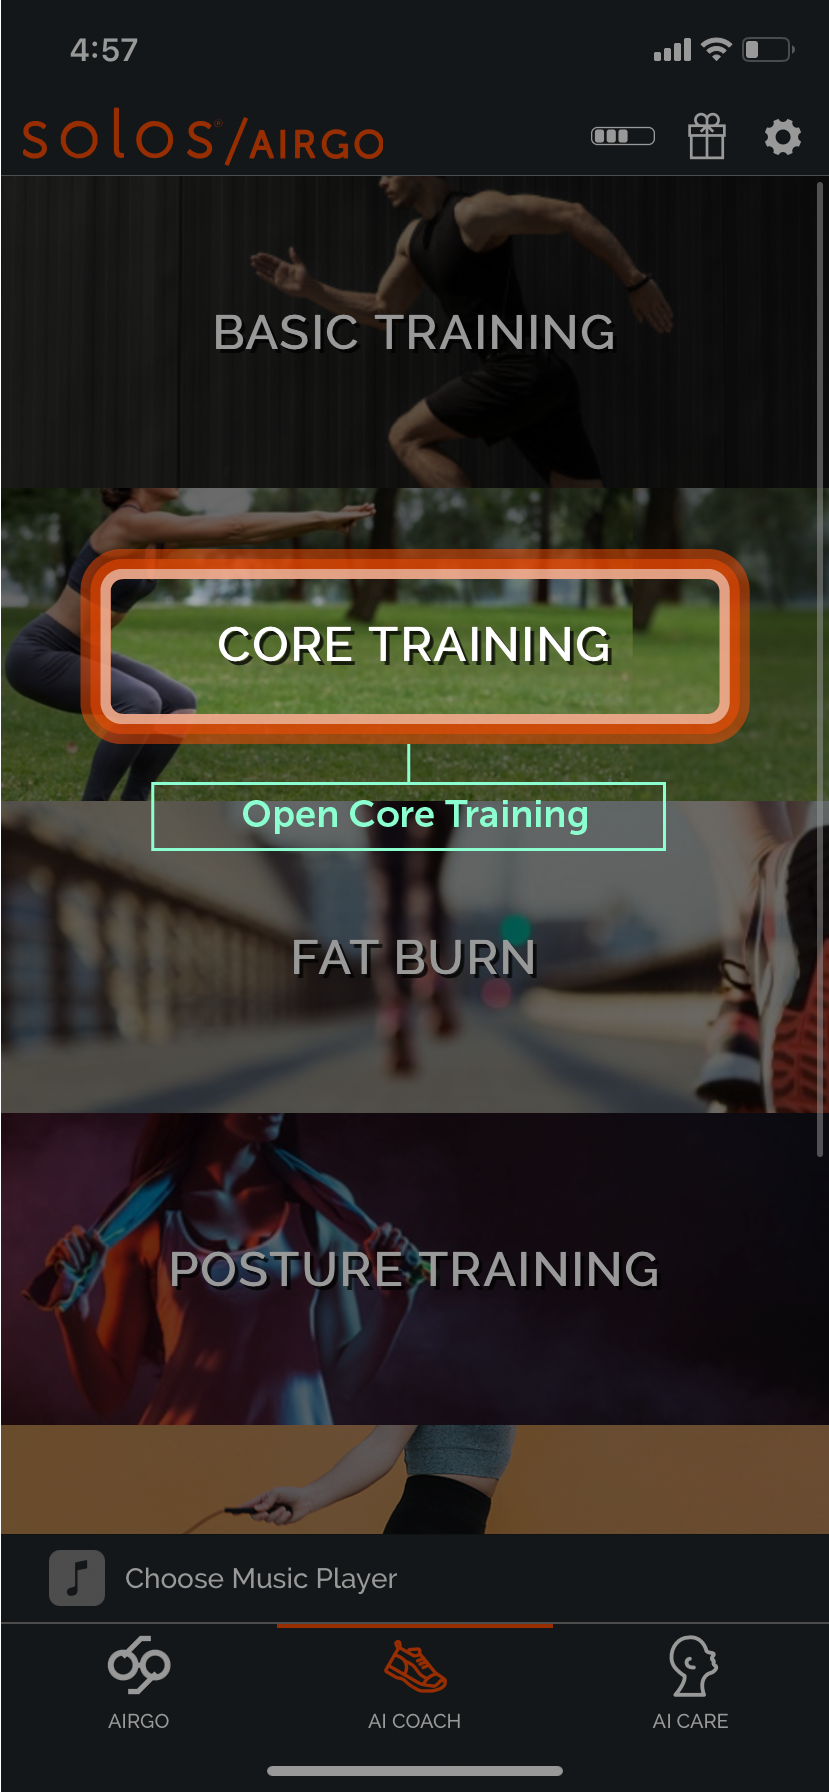 4:57
solos®/AIRGO
BASIC TRAINING
CORE TRAINING
Open Core Training
FAT BURN
POSTURE TRAINING
Choose Music Player
AIRGO
AI COACH
AI CARE